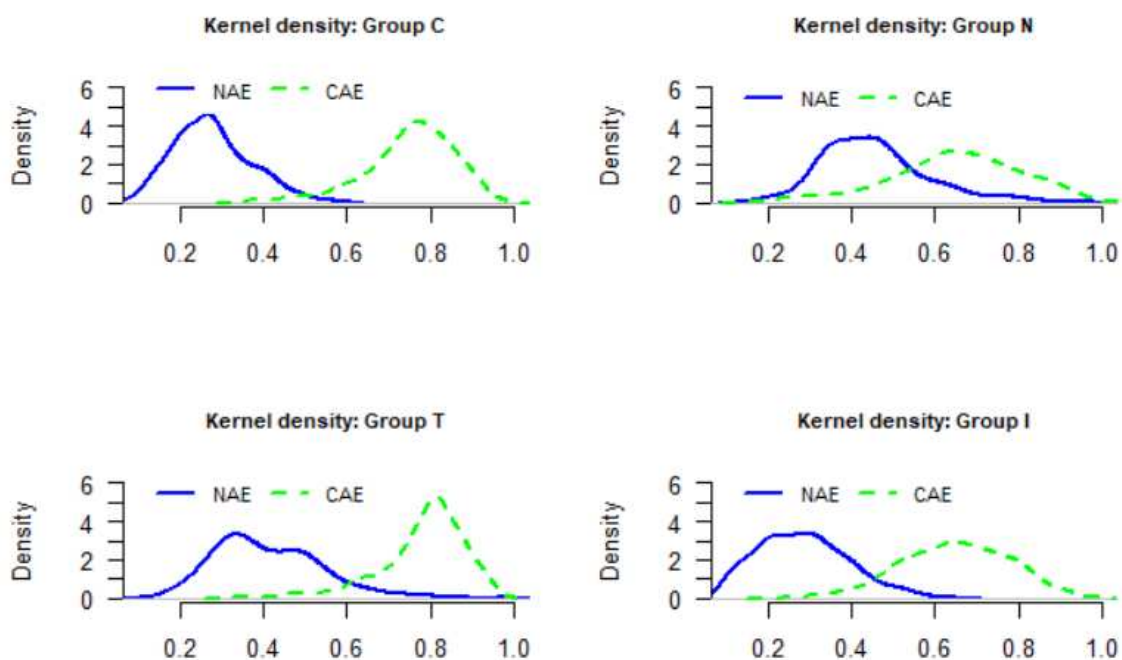 Kernel density: Group C
Density
6
4
2
0
NAE CAE
0.2 0.4 0.6 0.8 1.0
Kernel density: Group N
Density
6
4
2
0
NAE CAE
0.2 0.4 0.6 0.8 1.0
Kernel density: Group T
Density
6
4
2
0
NAE CAE
0.2 0.4 0.6 0.8 1.0
Kernel density: Group I
Density
6
4
2
0
NAE CAE
0.2 0.4 0.6 0.8 1.0